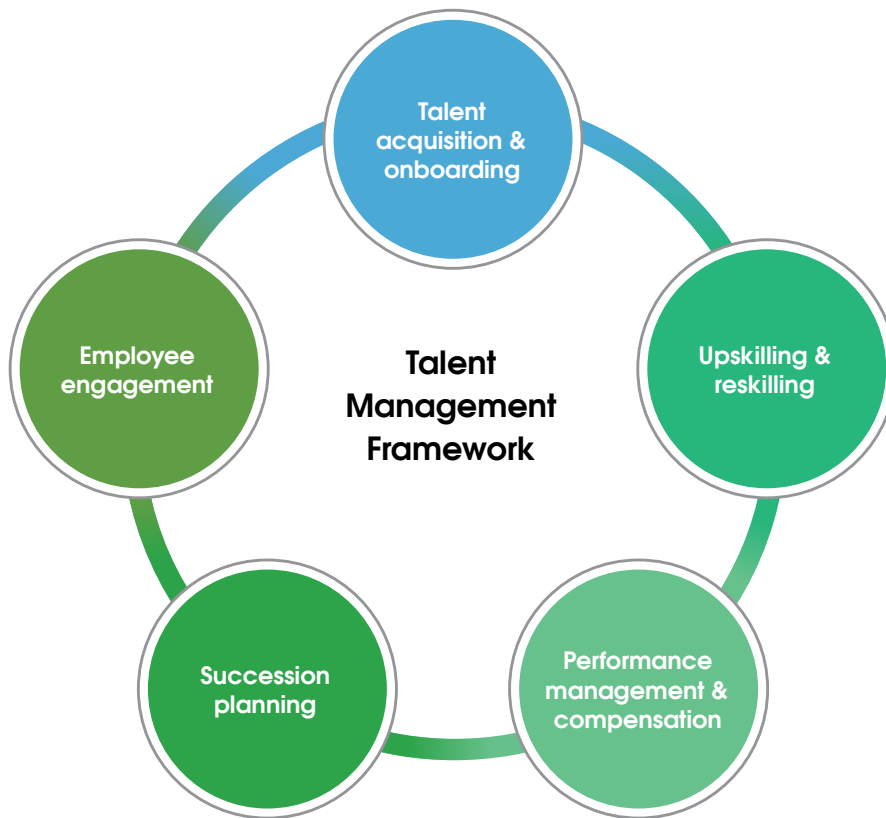 Talent
acquisition &
onboarding
Upskilling &
reskilling
Performance
management &
compensation
Succession
planning
Employee
engagement
Talent
Management
Framework